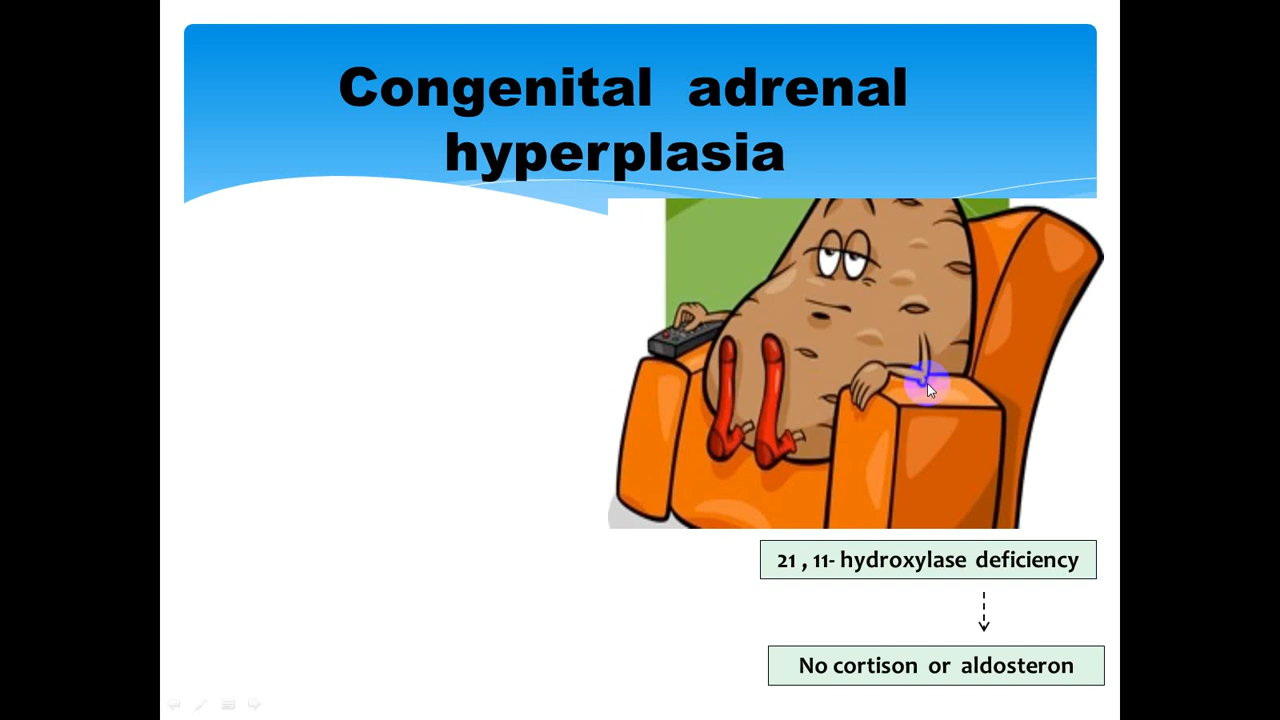 Congenital adrenal
hyperplasia
21 , 11- hydroxylase deficiency
No cortison or aldosteron